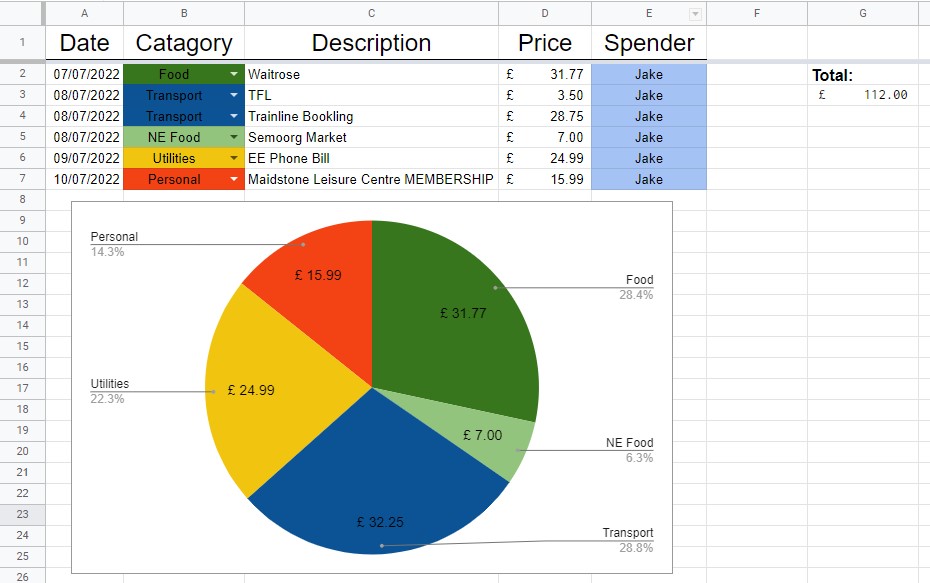 A B C D E F G
1 Date Catagory Description Price Spender
2 07/07/2022 Food Waitrose £ 31.77 Jake Total:
3 08/07/2022 Transport TFL £ 3.50 Jake £ 112.00
4 08/07/2022 Transport Trainline Bookling £ 28.75 Jake
5 08/07/2022 NE Food Semoorg Market £ 7.00 Jake
6 09/07/2022 Utilities EE Phone Bill £ 24.99 Jake
7 10/07/2022 Personal Maidstone Leisure Centre MEMBERSHIP £ 15.99 Jake
8
9
10
11
12
13
14
15
16
17
18
19
20
21
22
23
24
25
26
Personal
14.3%
£ 15.99
Food
28.4%
£ 31.77
Utilities
22.3%
£ 24.99
£ 7.00
NE Food
6.3%
£ 32.25
Transport
28.8%